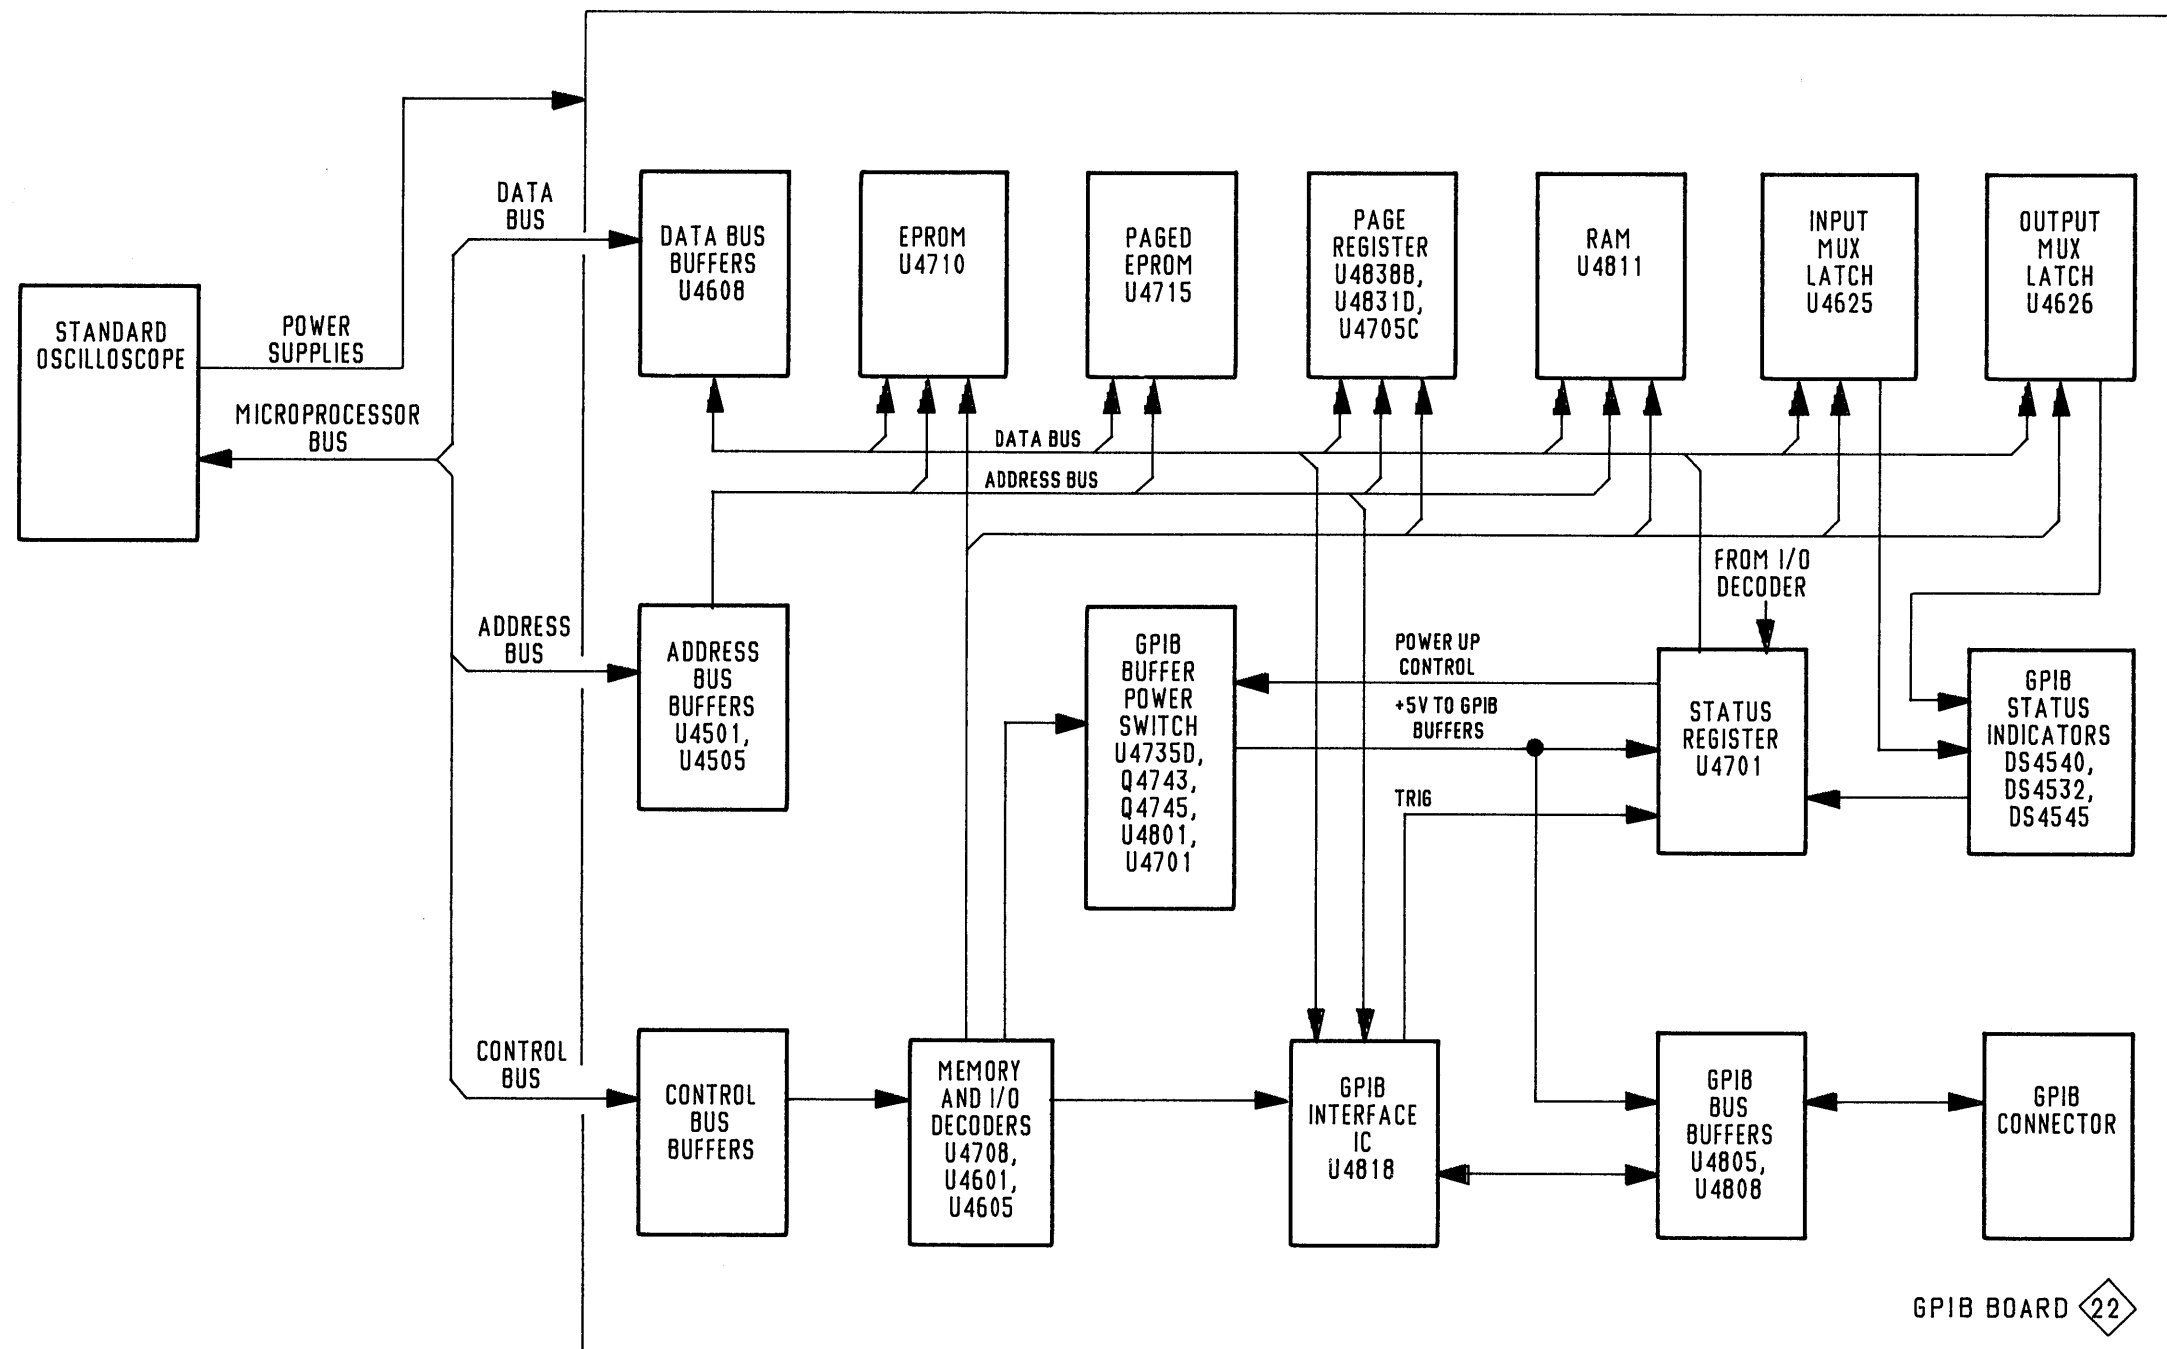 DATA
BUS
DATA BUS
BUFFERS
U4608
EPROM
U4710
PAGED
EPROM
U4715
PAGE
REGISTER
U4838B,
U4831D,
U4705C
RAM
U4811
INPUT
MUX
LATCH
U4625
OUTPUT
MUX
LATCH
U4626
STANDARD
OSCILLOSCOPE
POWER
SUPPLIES
MICROPROCESSOR
BUS
DATA BUS
ADDRESS BUS
FROM I/O
DECODER
ADDRESS
BUS
ADDRESS
BUS
BUFFERS
U4501,
U4505
GPIB
BUFFER
POWER
SWITCH
U4735D,
Q4743,
Q4745,
U4801,
U4701
POWER UP
CONTROL
+5V TO GPIB
BUFFERS
TRIG
STATUS
REGISTER
U4701
GPIB
STATUS
INDICATORS
DS4540,
DS4532,
DS4545
CONTROL
BUS
CONTROL
BUS
BUFFERS
MEMORY
AND I/O
DECODERS
U4708,
U4601,
U4605
GPIB
INTERFACE
IC
U4818
GPIB
BUS
BUFFERS
U4805,
U4808
GPIB
CONNECTOR
GPIB BOARD 22